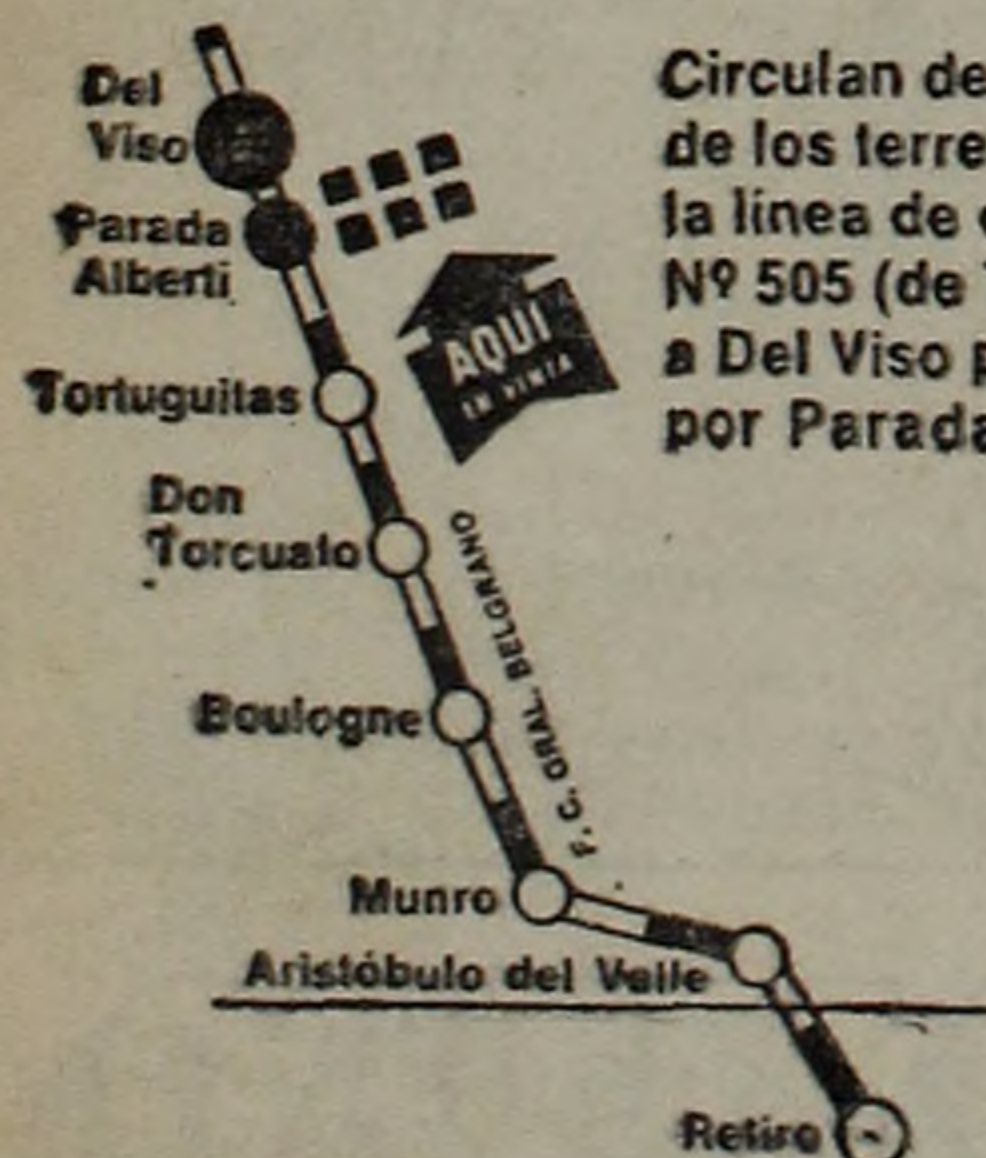 Del
Viso
Parada
Alberti
Tortuguitas
Don
Torcuato
Boulogne
Munro
Aristóbulo del Valle
Retiro
AQUI
EN VENTA
F. C. GRAL. BELGRANO
Circulan de
de los terre
la línea de
Nº 505 (de
a Del Viso p
por Parada